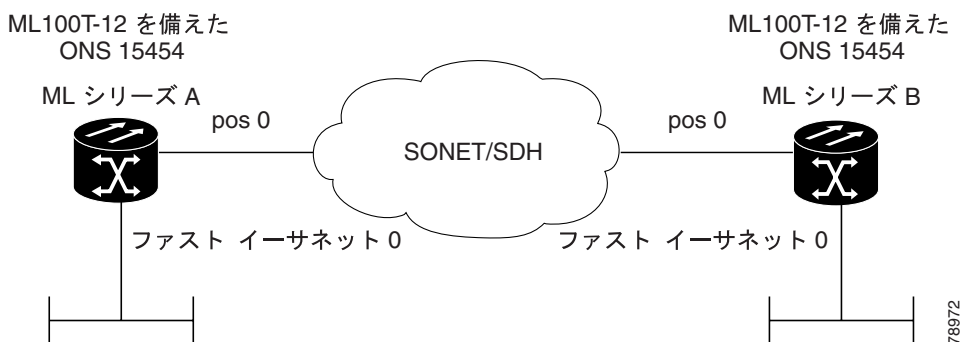 ML100T-12 を備えた
ONS 15454
ML シリーズ A
pos 0
SONET/SDH
pos 0
ML100T-12 を備えた
ONS 15454
ML シリーズ B
ファスト イーサネット 0
ファスト イーサネット 0
78972